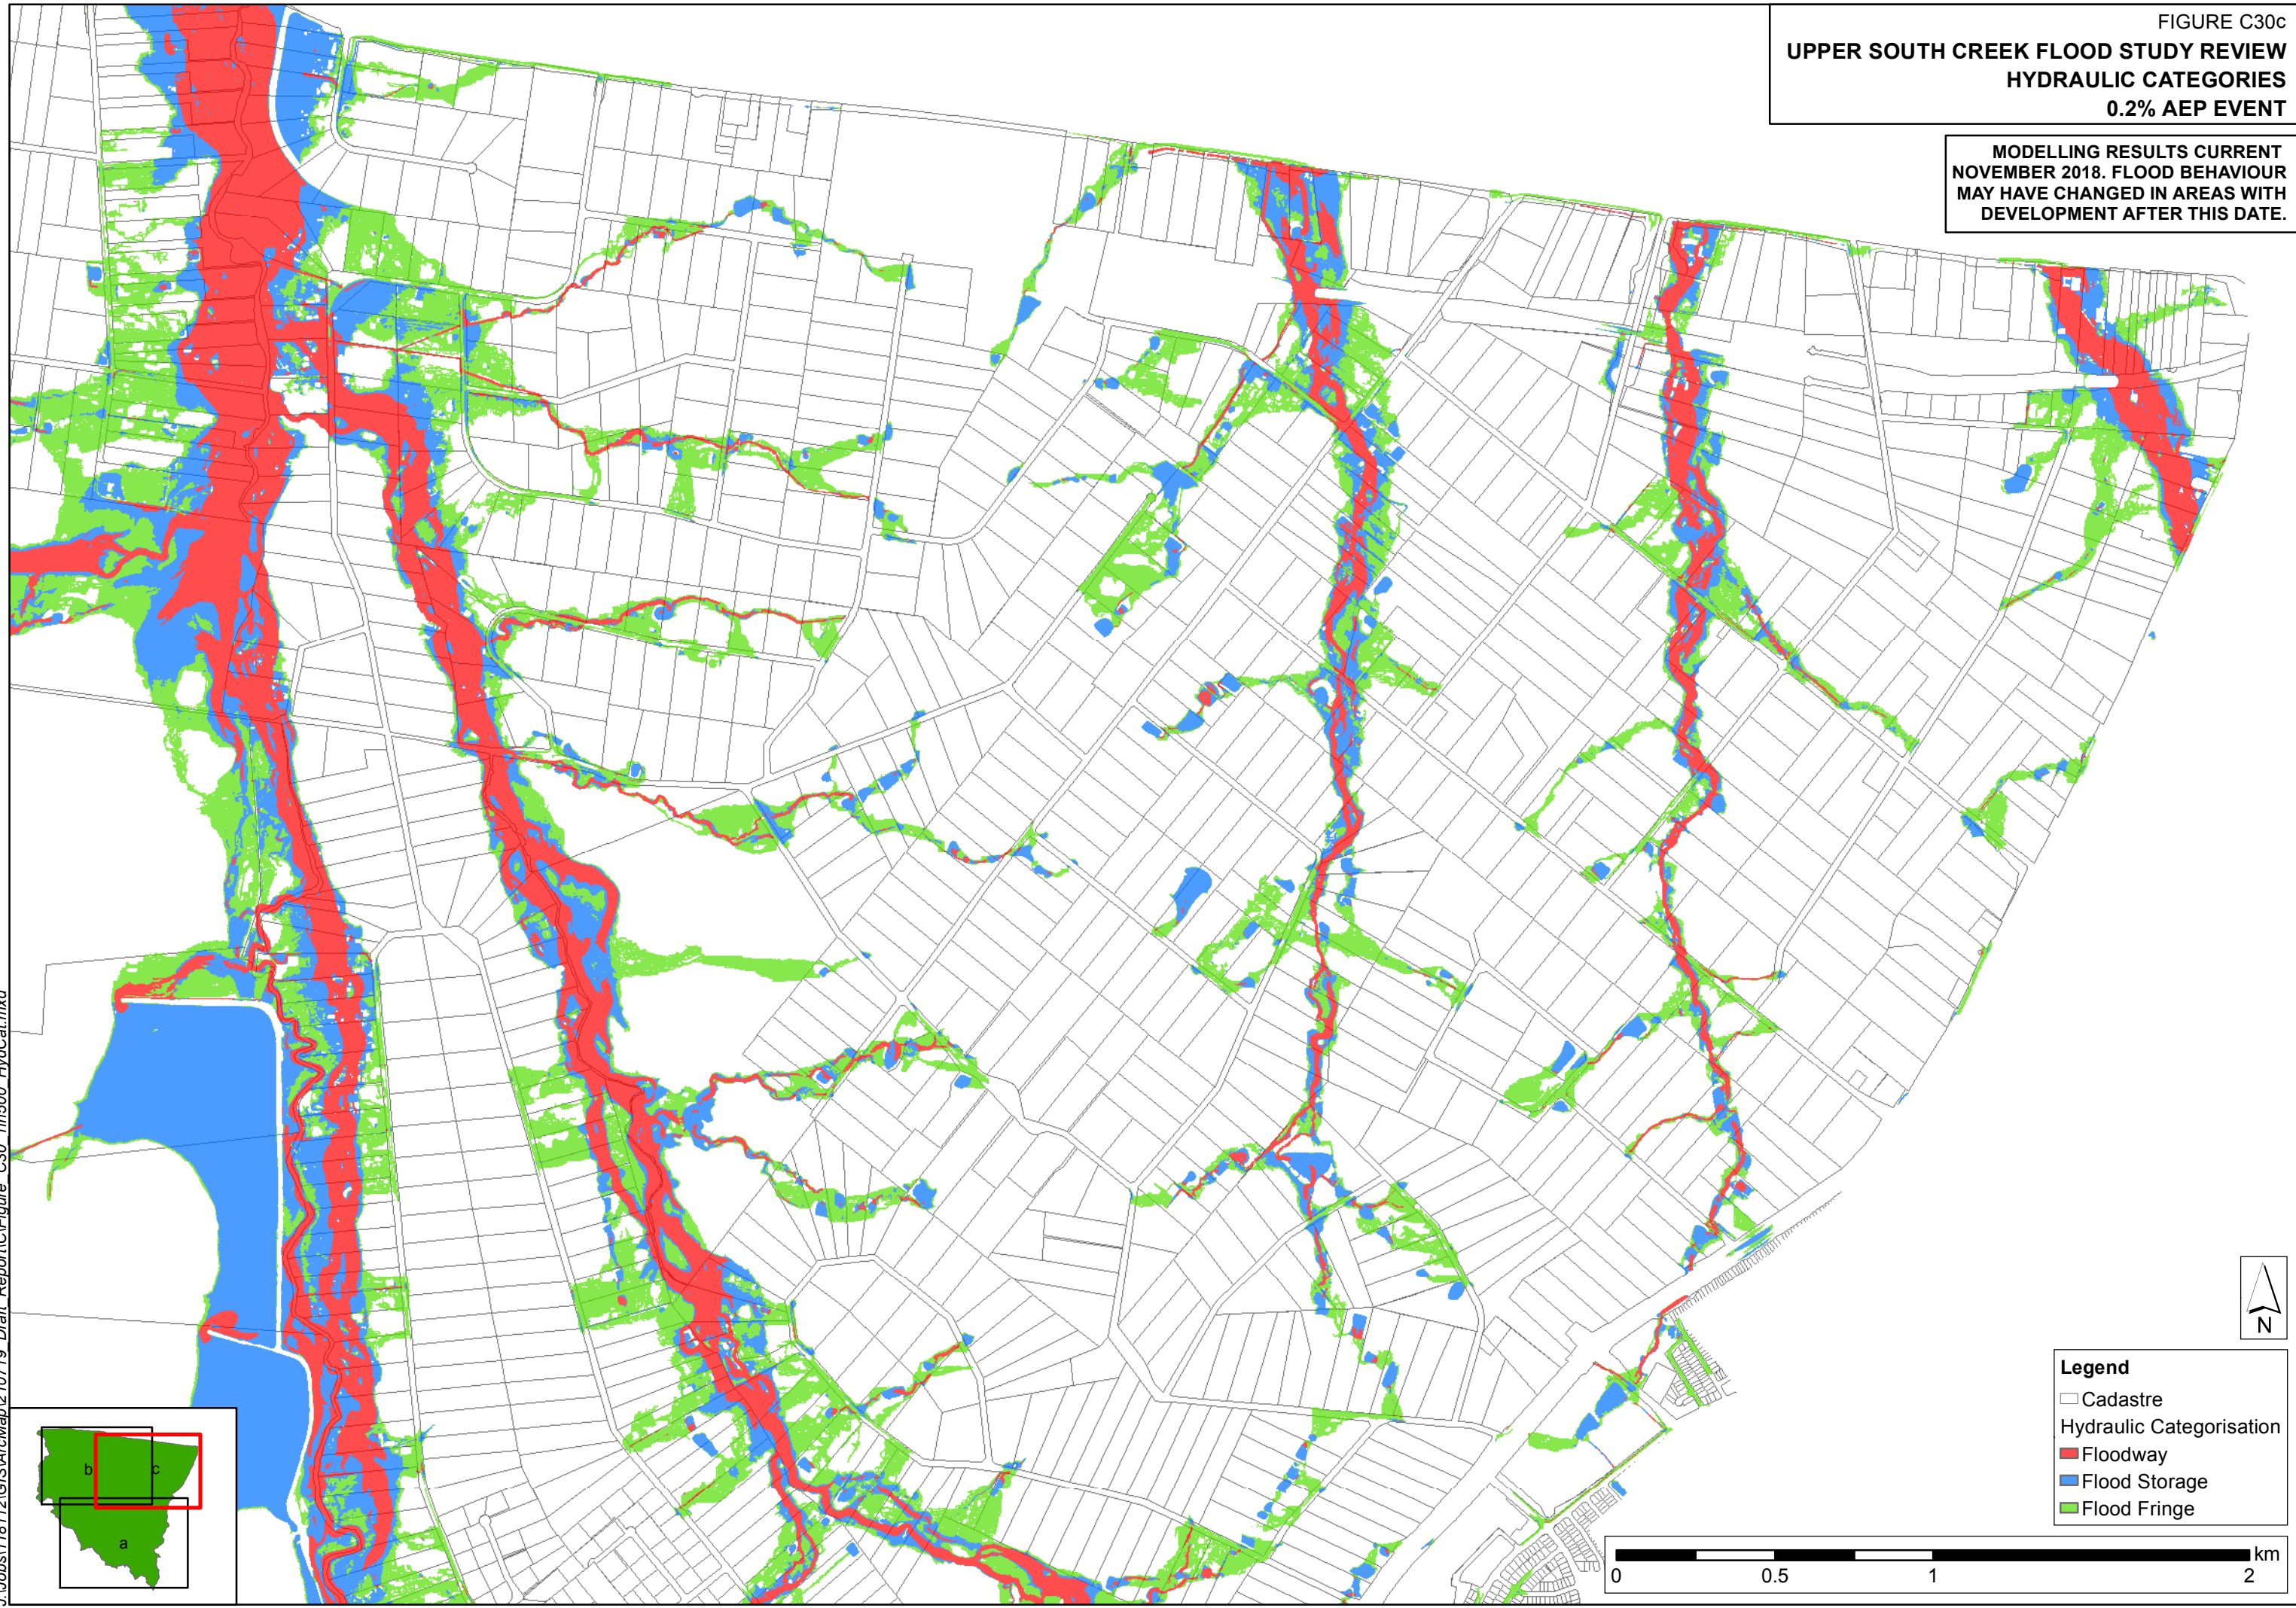 FIGURE C30c
UPPER SOUTH CREEK FLOOD STUDY REVIEW
HYDRAULIC CATEGORIES
0.2% AEP EVENT
MODELLING RESULTS CURRENT
NOVEMBER 2018. FLOOD BEHAVIOUR
MAY HAVE CHANGED IN AREAS WITH
DEVELOPMENT AFTER THIS DATE.
N
Legend
Cadastre
Hydraulic Categorisation
Floodway
Flood Storage
Flood Fringe
km
0 0.5 1 2
b c
a